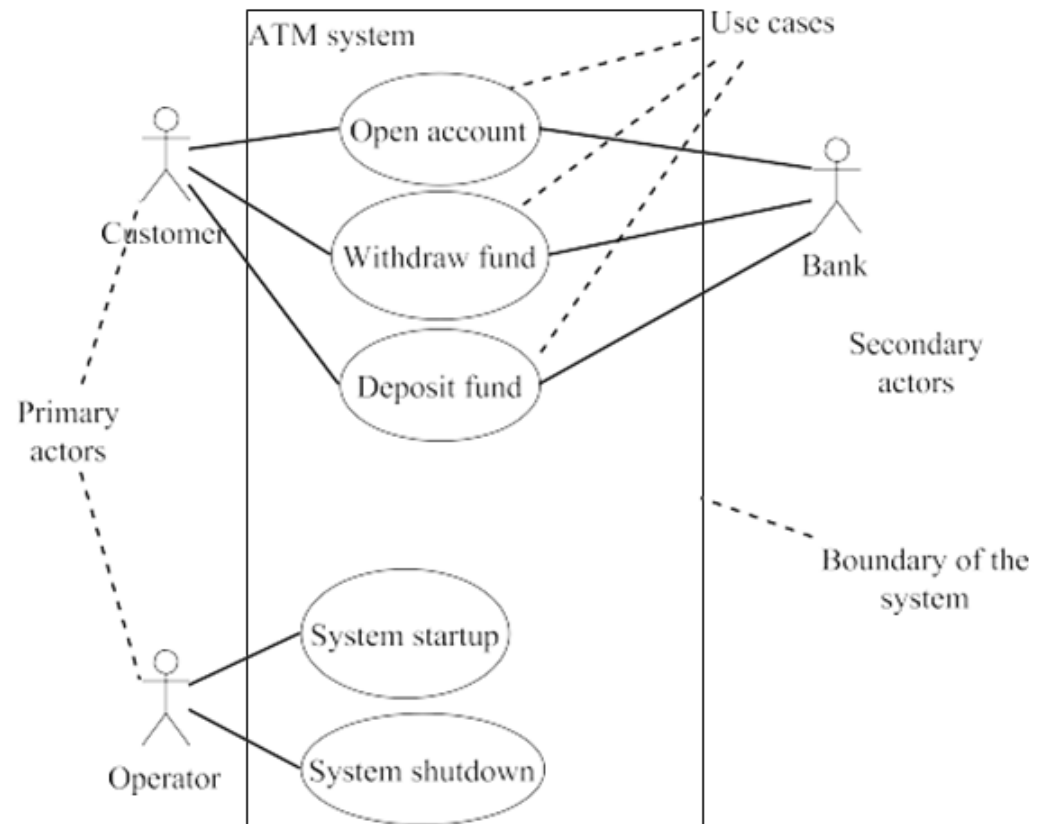 Use cases
ATM system
Open account
Customer
Withdraw fund
Bank
Deposit fund
Secondary
actors
Primary
actors
Boundary of the
system
System startup
Operator
System shutdown